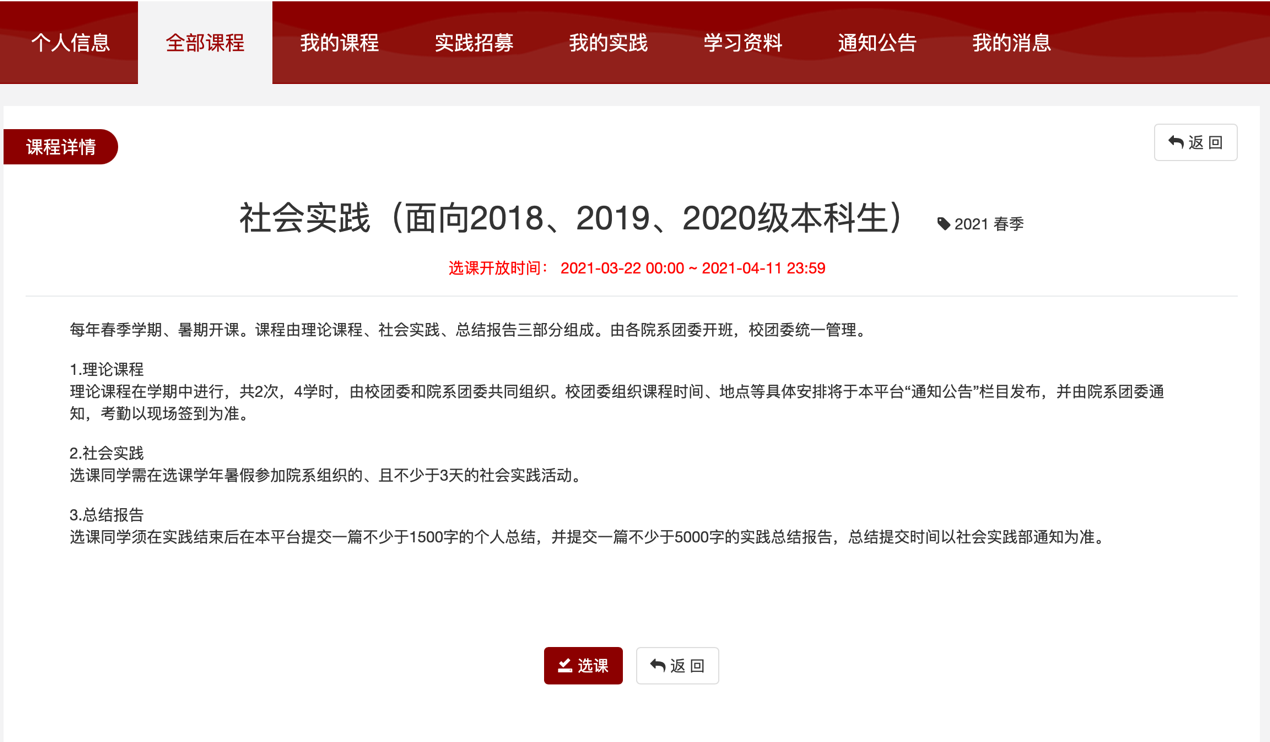 个人信息 全部课程 我的课程 实践招募 我的实践 学习资料 通知公告 我的消息
课程详情 返 回
社会实践（面向2018、2019、2020级本科生） 2021 春季
选课开放时间： 2021-03-22 00:00 ~ 2021-04-11 23:59
每年春季学期、暑期开课。课程由理论课程、社会实践、总结报告三部分组成。由各院系团委开班，校团委统一管理。
1.理论课程
理论课程在学期中进行，共2次，4学时，由校团委和院系团委共同组织。校团委组织课程时间、地点等具体安排将于本平台“通知公告”栏目发布，并由院系团委通
知，考勤以现场签到为准。
2.社会实践
选课同学需在选课学年暑假参加院系组织的、且不少于3天的社会实践活动。
3.总结报告
选课同学须在实践结束后在本平台提交一篇不少于1500字的个人总结，并提交一篇不少于5000字的实践总结报告，总结提交时间以社会实践部通知为准。
选课 返 回